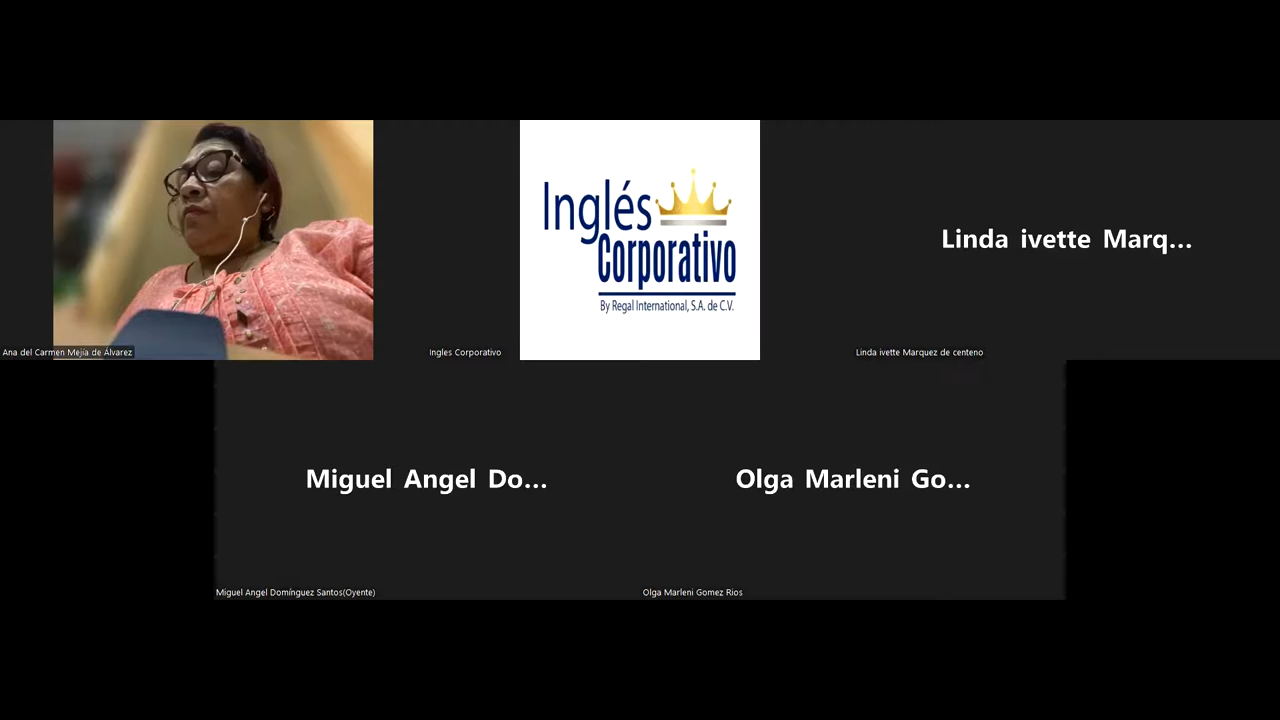 Inglés
Corporativo
By Regal International, S.A. de C.V.
Linda ivette Marq...
Ana del Carmen Mejía de Álvarez
Ingles Corporativo
Linda ivette Marquez de centeno
Miguel Angel Do...
Olga Marleni Go...
Miguel Angel Domínguez Santos(Oyente)
Olga Marleni Gomez Rios